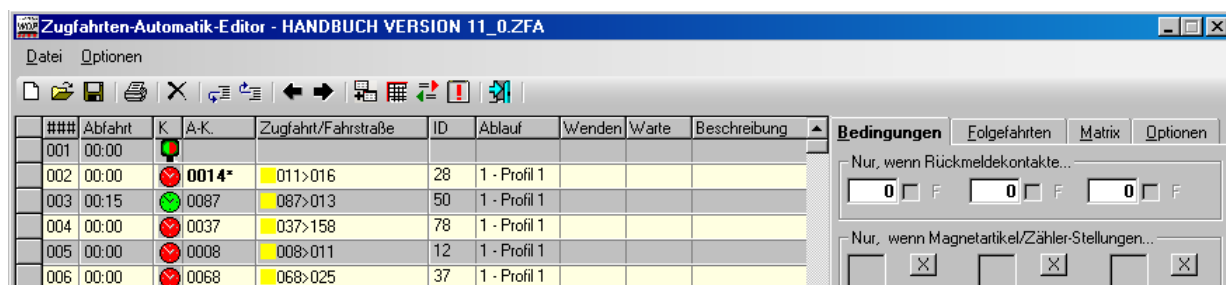 Zugfahrten-Automatik-Editor - HANDBUCH VERSION 11_0.ZFA
Datei Optionen
### Abfahrt K A-K. Zugfahrt/Fahrstraße ID Ablauf Wenden Warte Beschreibung
001 00:00
002 00:00 0014* 011>016 28 1 - Profil 1
003 00:15 0087 087>013 50 1 - Profil 1
004 00:00 0037 037>158 78 1 - Profil 1
005 00:00 0008 008>011 12 1 - Profil 1
006 00:00 0068 068>025 37 1 - Profil 1
Bedingungen Folgefahrten Matrix Optionen
Nur, wenn Rückmeldekontakte...
0 F 0 F 0 F
Nur, wenn Magnetartikel/Zähler-Stellungen...
X X X